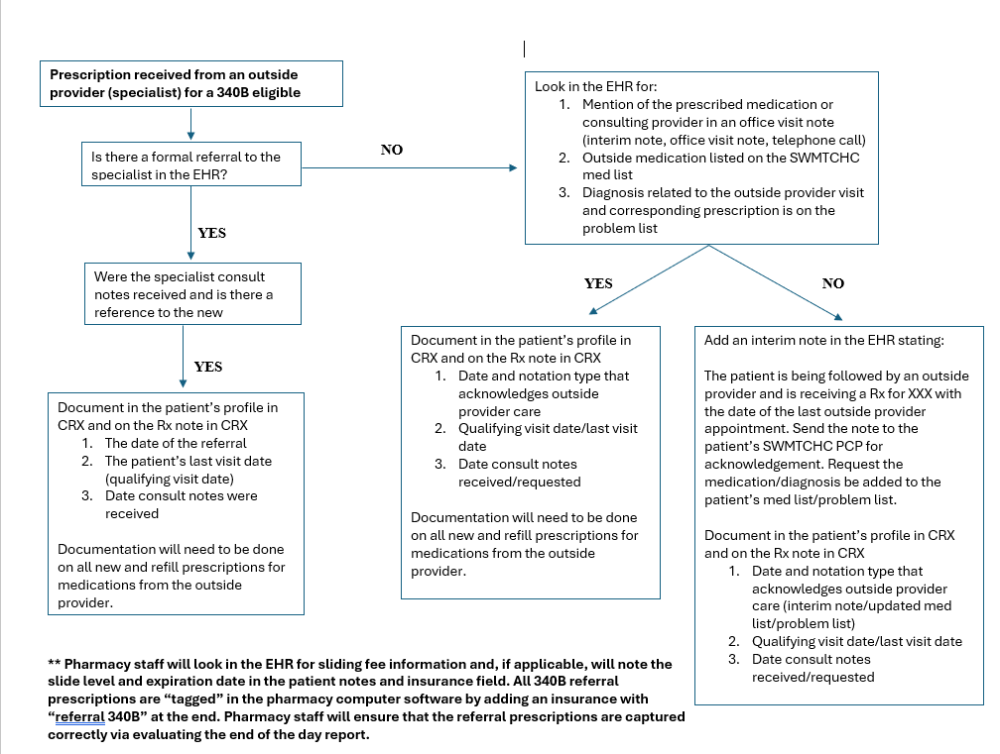 Prescription received from an outside
provider (specialist) for a 340B eligible
Is there a formal referral to the
specialist in the EHR?
NO
Look in the EHR for:
1. Mention of the prescribed medication or
consulting provider in an office visit note
(interim note, office visit note, telephone call)
2. Outside medication listed on the SWMTCHC
med list
3. Diagnosis related to the outside provider visit
and corresponding prescription is on the
problem list
YES
Were the specialist consult
notes received and is there a
reference to the new
YES
Document in the patient's profile in
CRX and on the Rx note in CRX
1. The date of the referral
2. The patient's last visit date
(qualifying visit date)
3. Date consult notes were
received
Documentation will need to be done
on all new and refill prescriptions for
medications from the outside
provider.
YES
Document in the patient's profile in
CRX and on the Rx note in CRX
1. Date and notation type that
acknowledges outside
provider care
2. Qualifying visit date/last visit
date
3. Date consult notes
received/requested
Documentation will need to be done
on all new and refill prescriptions for
medications from the outside
provider.
NO
Add an interim note in the EHR stating:
The patient is being followed by an outside
provider and is receiving a Rx for XXX with
the date of the last outside provider
appointment. Send the note to the
patient's SWMTCHC PCP for
acknowledgement. Request the
medication/diagnosis be added to the
patient's med list/problem list.
Document in the patient's profile in CRX
and on the Rx note in CRX
1. Date and notation type that
acknowledges outside provider
care (interim note/updated med
list/problem list)
2. Qualifying visit date/last visit date
3. Date consult notes
received/requested
** Pharmacy staff will look in the EHR for sliding fee information and, if applicable, will note the
slide level and expiration date in the patient notes and insurance field. All 340B referral
prescriptions are “tagged” in the pharmacy computer software by adding an insurance with
“referral 340B” at the end. Pharmacy staff will ensure that the referral prescriptions are captured
correctly via evaluating the end of the day report.